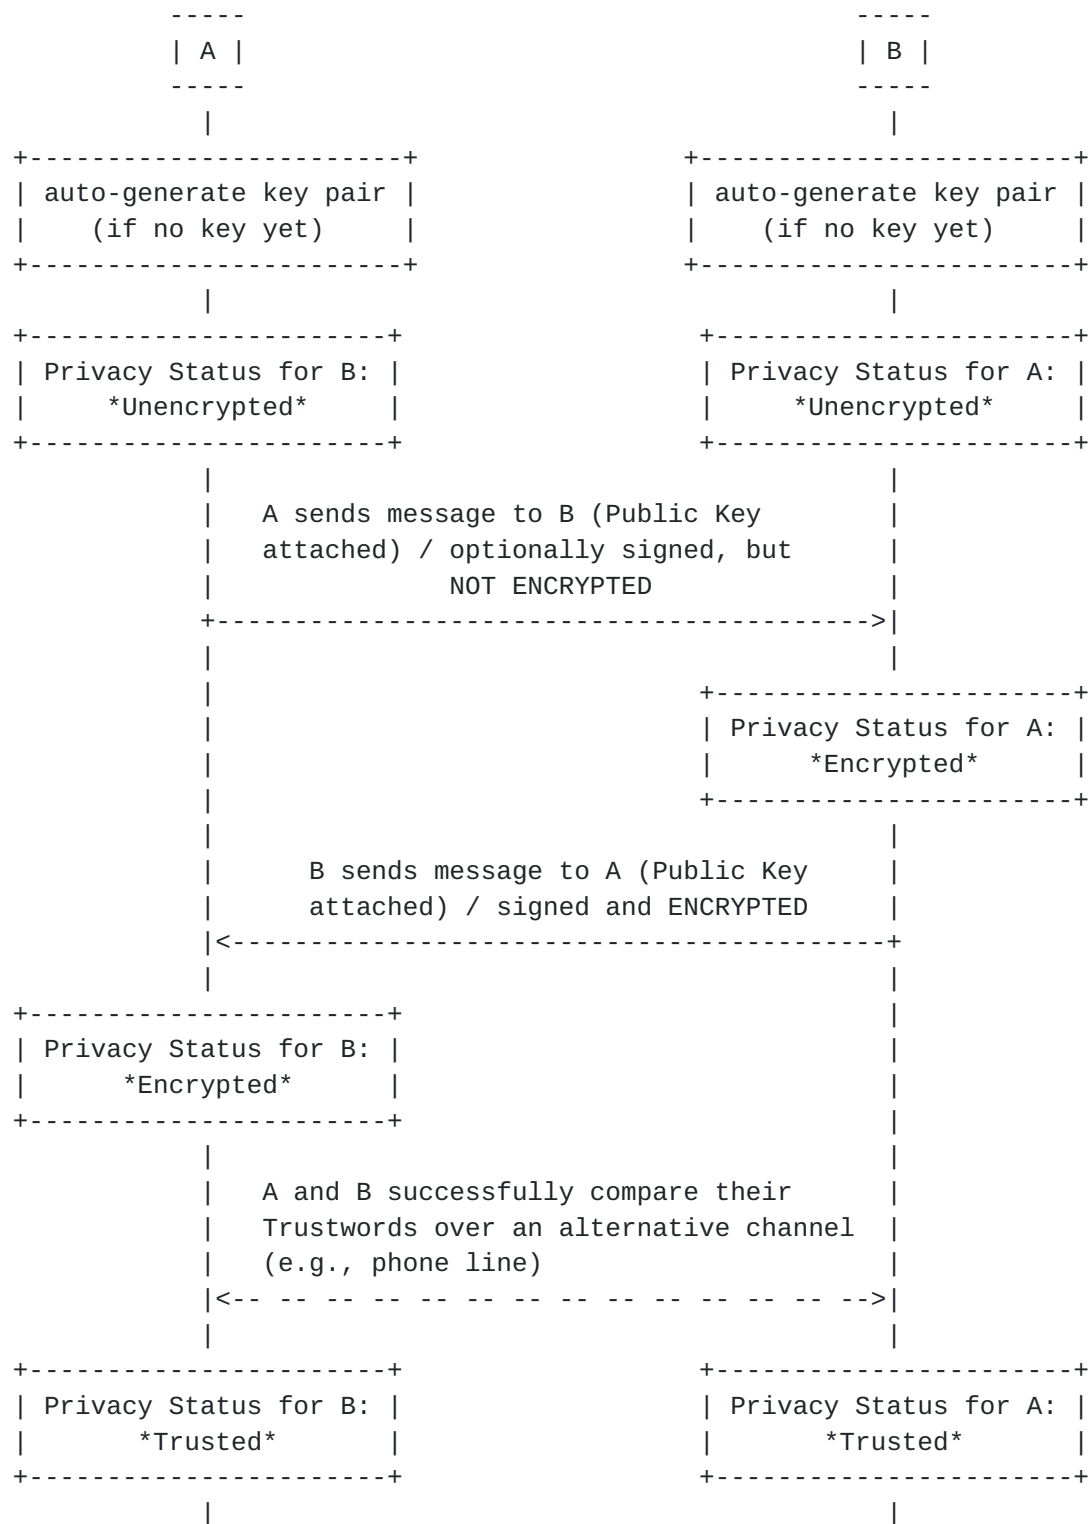 -----                                   -----
| A |                                   | B |
-----                                   -----
|                                           |
+------------------------+                 +------------------------+
| auto-generate key pair |                 | auto-generate key pair |
|    (if no key yet)     |                 |    (if no key yet)     |
+------------------------+                 +------------------------+
            |                                           |
+-----------------------+                   +-----------------------+
| Privacy Status for B: |                   | Privacy Status for A: |
|     *Unencrypted*     |                   |     *Unencrypted*     |
+-----------------------+                   +-----------------------+
            |                                           |
            |   A sends message to B (Public Key        |
            |   attached) / optionally signed, but      |
            |               NOT ENCRYPTED               |
            +------------------------------------------>|
            |                                           |
            |                               +-----------------------+
            |                               | Privacy Status for A: |
            |                               |      *Encrypted*      |
            |                               +-----------------------+
            |                                           |
            |      B sends message to A (Public Key     |
            |      attached) / signed and ENCRYPTED     |
            |<------------------------------------------+
            |                                           |
+-----------------------+                               |
| Privacy Status for B: |                               |
|      *Encrypted*      |                               |
+-----------------------+                               |
            |                                           |
            |   A and B successfully compare their      |
            |   Trustwords over an alternative channel  |
            |   (e.g., phone line)                      |
            |<-- -- -- -- -- -- -- -- -- -- -- -- -- -->|
            |                                           |
+-----------------------+                   +-----------------------+
| Privacy Status for B: |                   | Privacy Status for A: |
|       *Trusted*       |                   |       *Trusted*       |
+-----------------------+                   +-----------------------+
            |                                           |